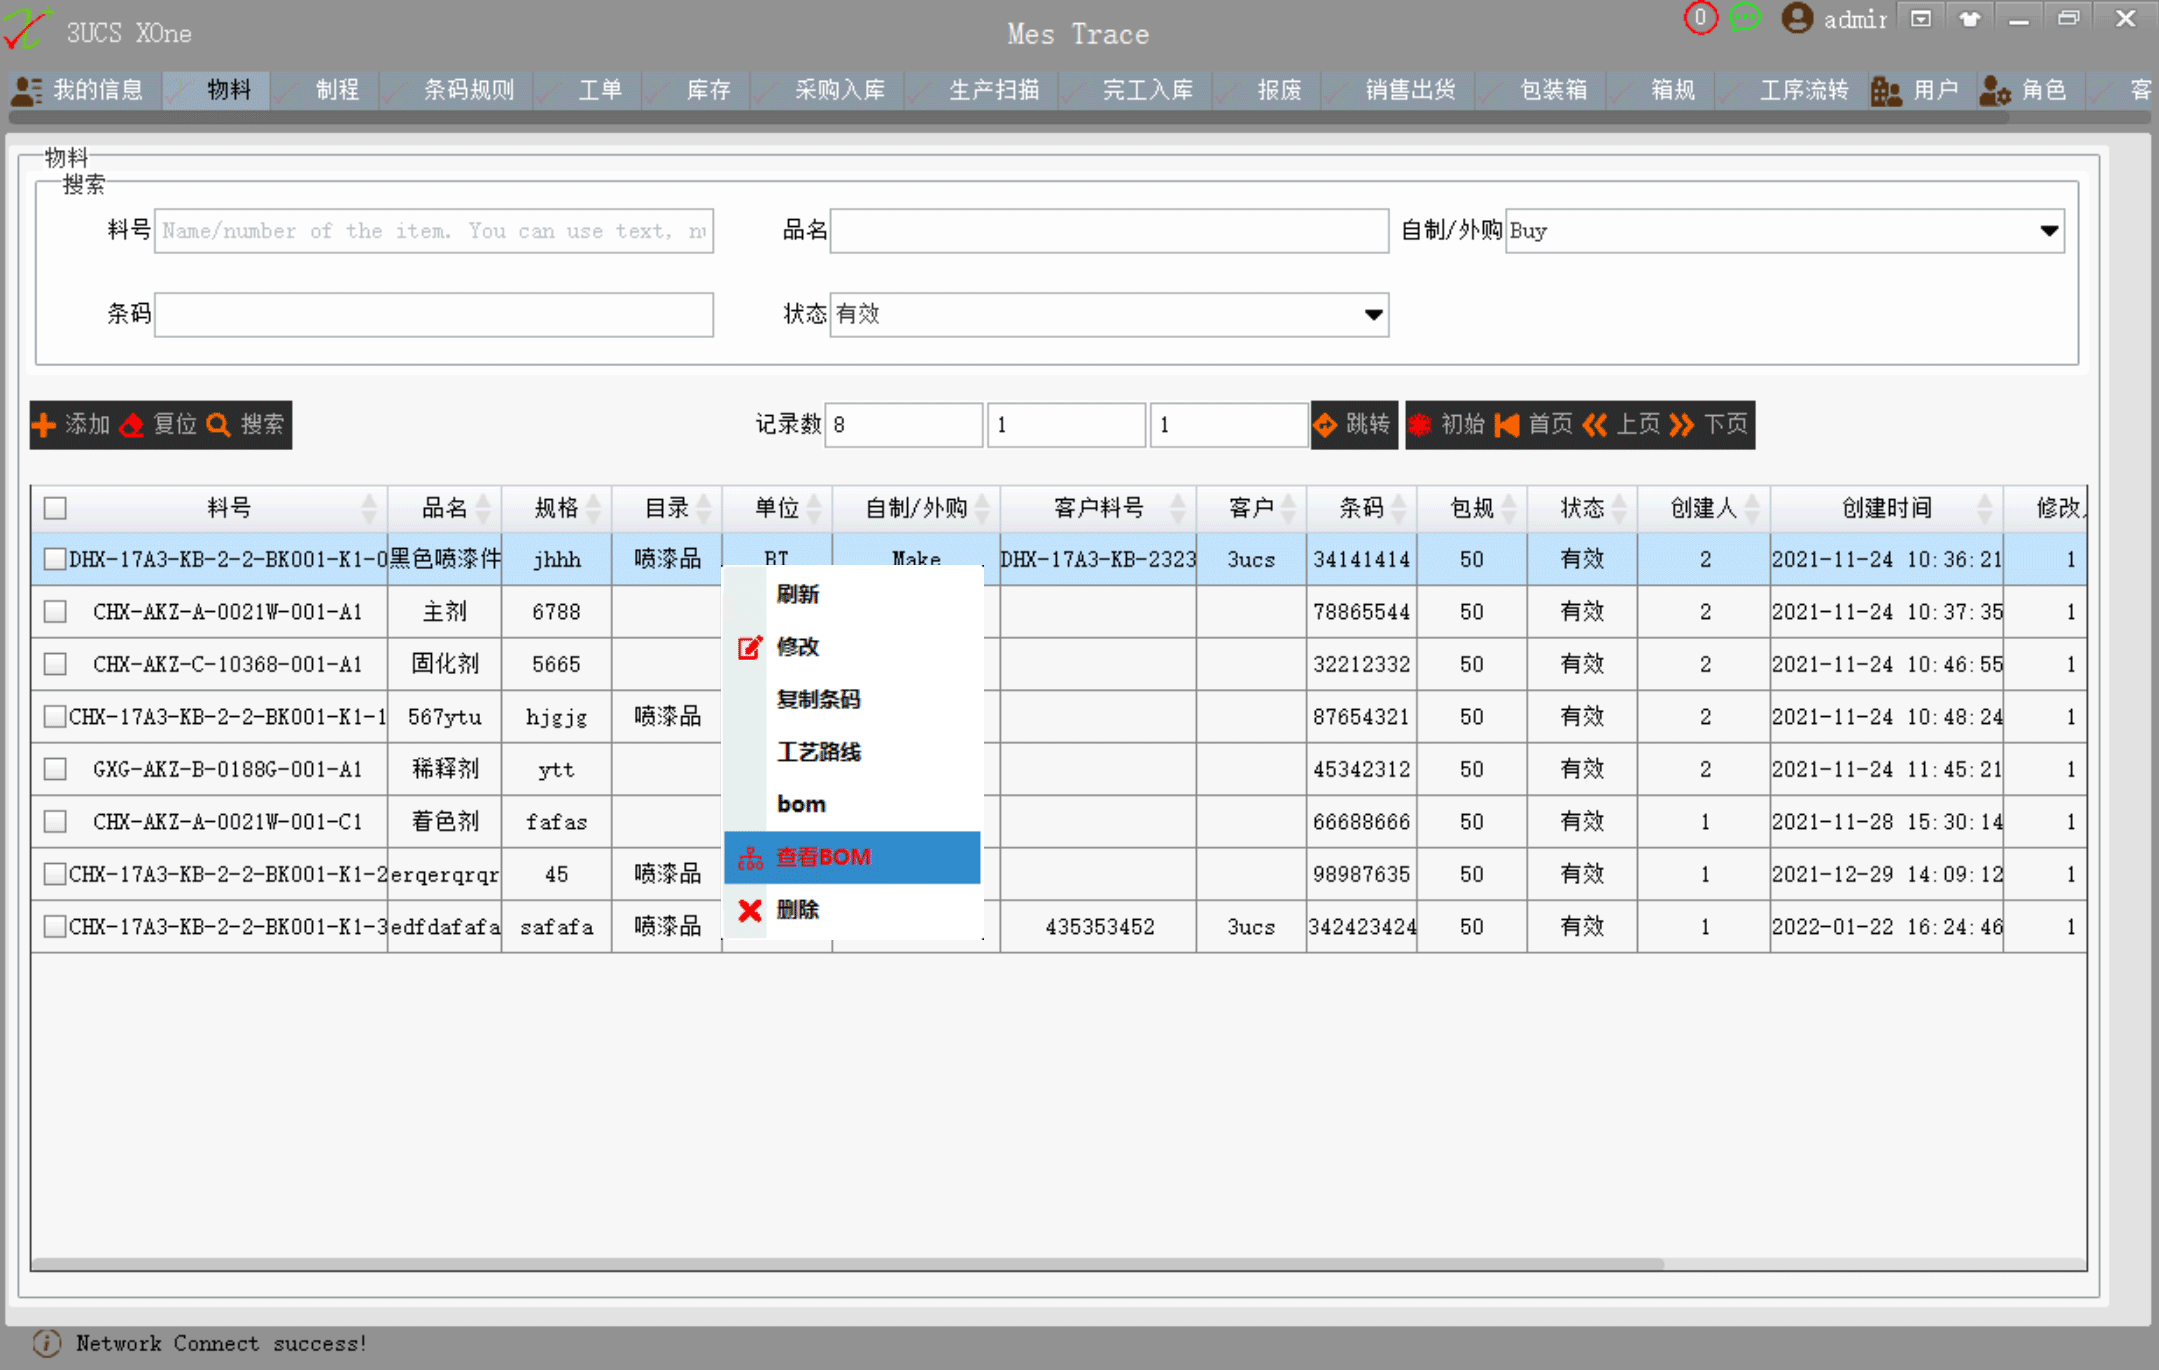 3UCS XOne
Mes Trace
0
admir
我的信息 物料 制程 条码规则 工单 库存 采购入库 生产扫描 完工入库 报废 销售出货 包装箱 箱规 工序流转 用户 角色 客
物料
搜索
料号 Name/number of the item. You can use text, nu
品名
自制/外购 Buy
条码
状态 有效
添加 复位 搜索
记录数 8 1 1 跳转 初始 首页 上页 下页
料号 品名 规格 目录 单位 自制/外购 客户料号 客户 条码 包规 状态 创建人 创建时间 修改
DHX-17A3-KB-2-2-BK001-K1-0 黑色喷漆件 jhhh 喷漆品 BT Make DHX-17A3-KB-2323 3ucs 34141414 50 有效 2 2021-11-24 10:36:21 1
CHX-AKZ-A-0021W-001-A1 主剂 6788 78865544 50 有效 2 2021-11-24 10:37:35 1
CHX-AKZ-C-10368-001-A1 固化剂 5665 32212332 50 有效 2 2021-11-24 10:46:55 1
CHX-17A3-KB-2-2-BK001-K1-1 567ytu hjgjg 喷漆品 87654321 50 有效 2 2021-11-24 10:48:24 1
GXG-AKZ-B-0188G-001-A1 稀释剂 ytt 45342312 50 有效 2 2021-11-24 11:45:21 1
CHX-AKZ-A-0021W-001-C1 着色剂 fafas 66688666 50 有效 1 2021-11-28 15:30:14 1
CHX-17A3-KB-2-2-BK001-K1-2 erqerqrqr 45 喷漆品 98987635 50 有效 1 2021-12-29 14:09:12 1
CHX-17A3-KB-2-2-BK001-K1-3 edfdafafa safafa 喷漆品 435353452 3ucs 342423424 50 有效 1 2022-01-22 16:24:46 1
刷新
修改
复制条码
工艺路线
bom
查看BOM
删除
Network Connect success!